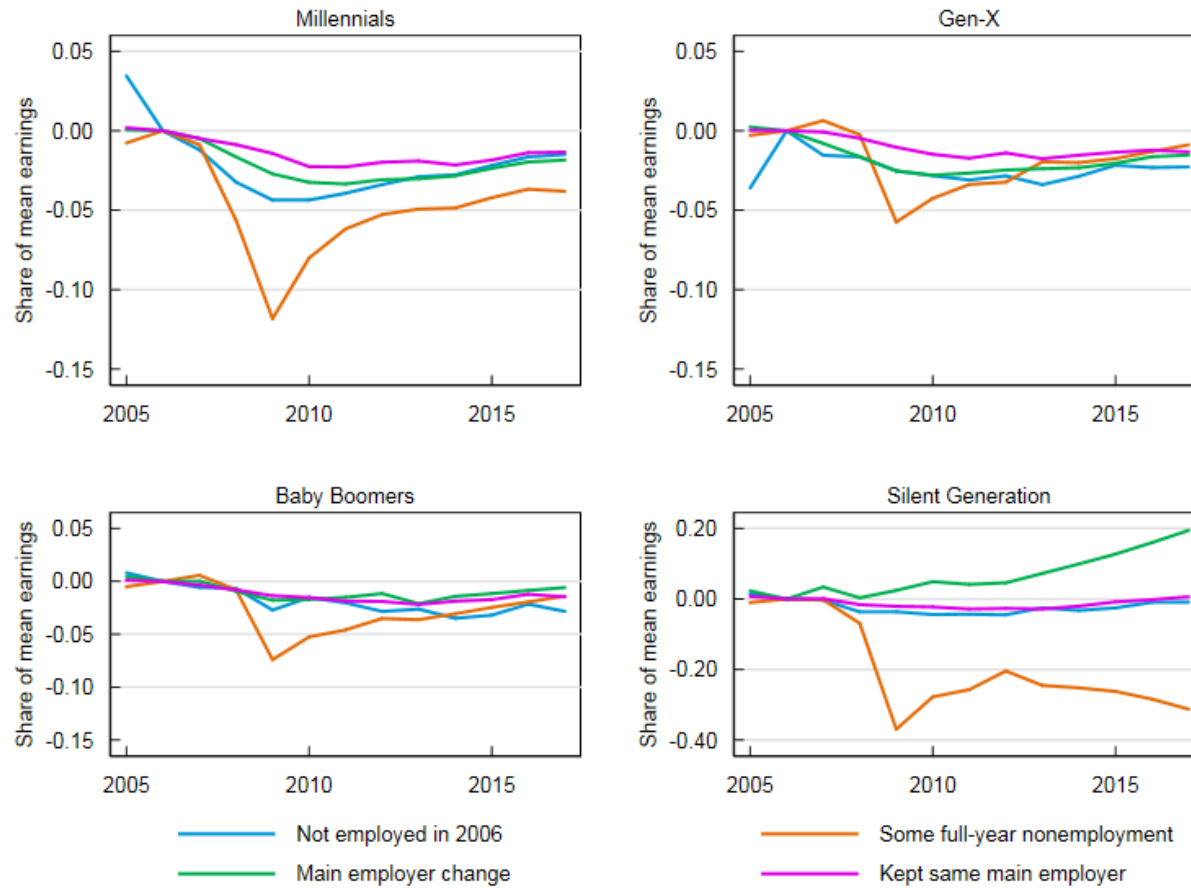 Millennials
Share of mean earnings
0.05
0.00
-0.05
-0.10
-0.15
2005 2010 2015
Gen-X
Share of mean earnings
0.05
0.00
-0.05
-0.10
-0.15
2005 2010 2015
Baby Boomers
Share of mean earnings
0.05
0.00
-0.05
-0.10
-0.15
2005 2010 2015
Silent Generation
Share of mean earnings
0.20
0.00
-0.20
-0.40
2005 2010 2015
Not employed in 2006
Some full-year nonemployment
Main employer change
Kept same main employer